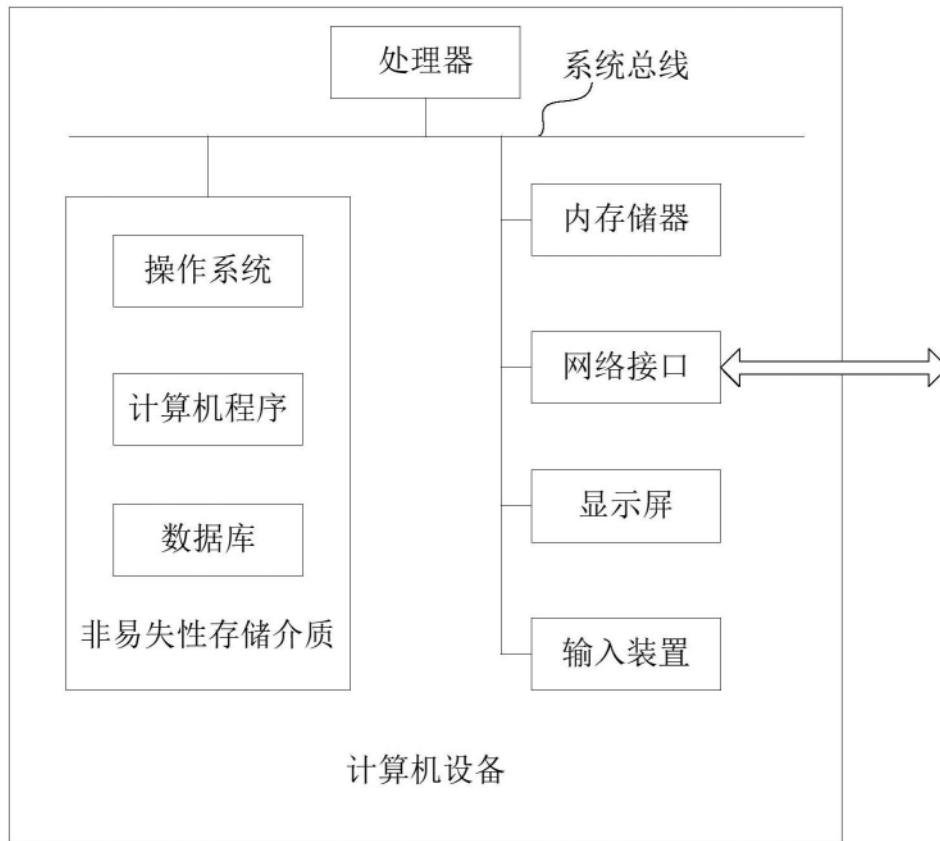 处理器
系统总线
操作系统
计算机程序
数据库
非易失性存储介质
内存储器
网络接口
显示屏
输入装置
计算机设备